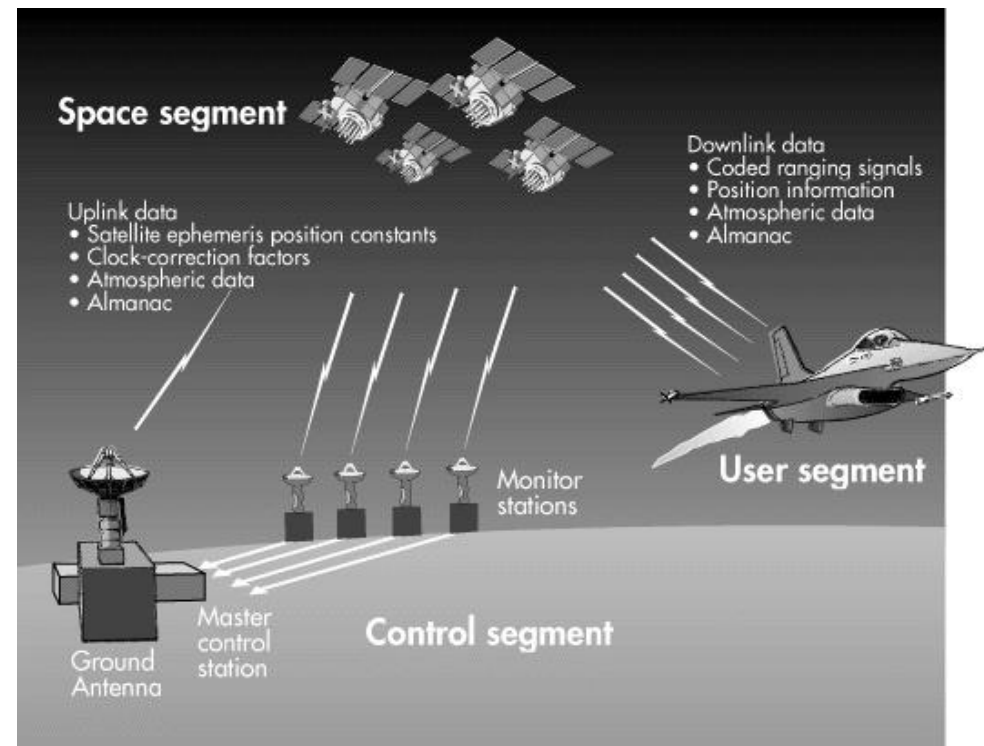 Space segment
Downlink data
• Coded ranging signals
• Position information
• Atmospheric data
• Almanac
Uplink data
• Satellite ephemeris position constants
• Clock-correction factors
• Atmospheric data
• Almanac
User segment
Monitor
stations
Master
control
station
Control segment
Ground
Antenna